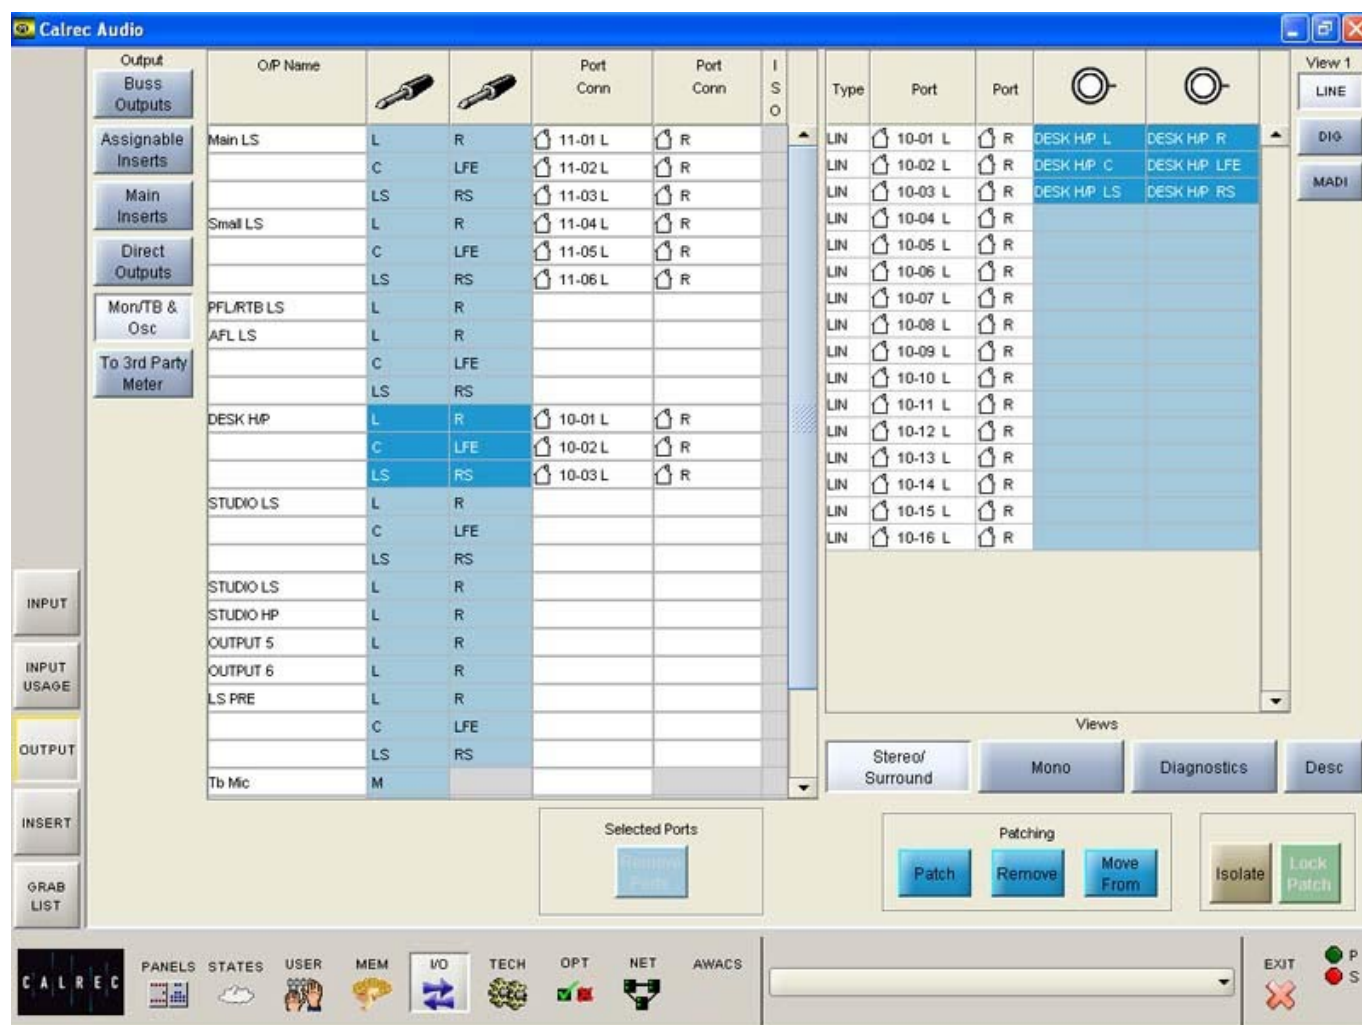 Calrec Audio
Output
Buss Outputs
Assignable Inserts
Main Inserts
Direct Outputs
Mon/TB & Osc
To 3rd Party Meter
INPUT
INPUT USAGE
OUTPUT
INSERT
GRAB LIST
O/P Name Port Conn Port Conn I S O
Main LS L R 11-01 L R
C LFE 11-02 L R
LS RS 11-03 L R
Small LS L R 11-04 L R
C LFE 11-05 L R
LS RS 11-06 L R
PFL/RTB LS L R
AFL LS L R
C LFE
LS RS
DESK H/P L R 10-01 L R
C LFE 10-02 L R
LS RS 10-03 L R
STUDIO LS L R
C LFE
LS RS
STUDIO LS L R
STUDIO HP L R
OUTPUT 5 L R
OUTPUT 6 L R
LS PRE L R
C LFE
LS RS
Tb Mic M
Type Port Port
LIN 10-01 L R DESK H/P L DESK H/P R
LIN 10-02 L R DESK H/P C DESK H/P LFE
LIN 10-03 L R DESK H/P LS DESK H/P RS
LIN 10-04 L R
LIN 10-05 L R
LIN 10-06 L R
LIN 10-07 L R
LIN 10-08 L R
LIN 10-09 L R
LIN 10-10 L R
LIN 10-11 L R
LIN 10-12 L R
LIN 10-13 L R
LIN 10-14 L R
LIN 10-15 L R
LIN 10-16 L R
View 1
LINE
DIG
MADI
Views
Stereo/ Surround Mono Diagnostics Desc
Selected Ports
Remove Ports
Patching
Patch Remove Move From
Isolate Lock Patch
CALREC PANELS STATES USER MEM I/O TECH OPT NET AWACS EXIT
P
S